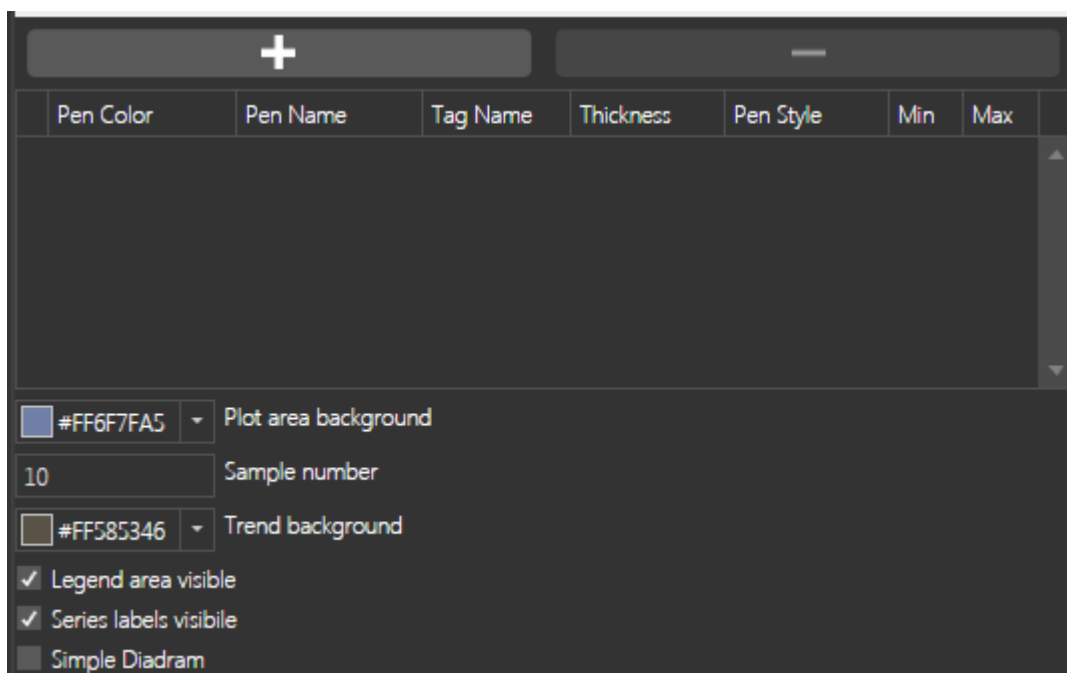 Pen Color Pen Name Tag Name Thickness Pen Style Min Max
#FF6F7FA5 Plot area background
10 Sample number
#FF585346 Trend background
Legend area visible
Series labels visibile
Simple Diadram